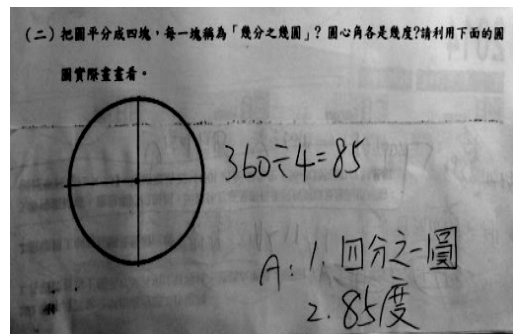 （二）把圓平分成四塊，每一塊稱為「幾分之幾圓」？圓心角各是幾度?請利用下面的圓
圖實際畫畫看。
360÷4=85
A：1. 四分之一圓
2. 85度